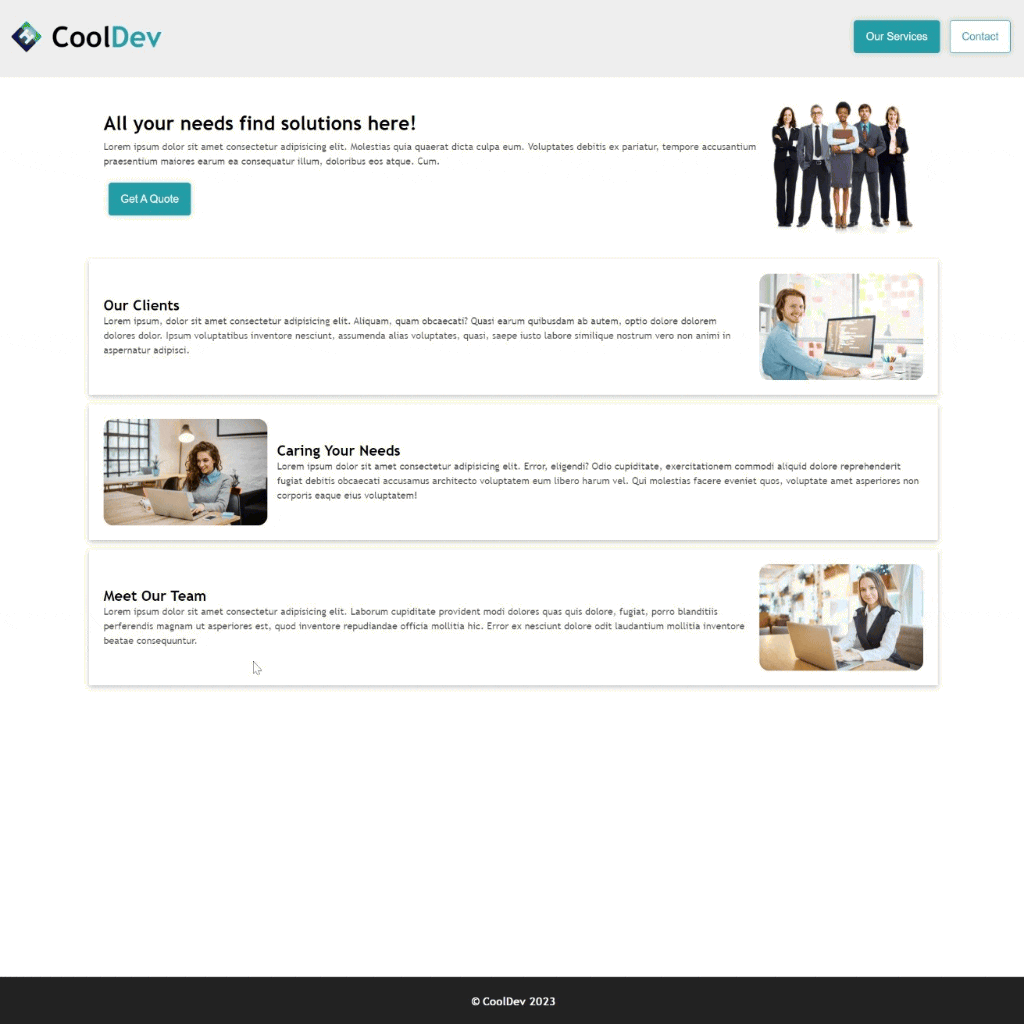 CoolDev
Our Services
Contact
All your needs find solutions here!
Lorem ipsum dolor sit amet consectetur adipisicing elit. Molestias quia quaerat dicta culpa eum. Voluptates debitis ex pariatur, tempore accusantium
praesentium maiores earum ea consequatur illum, doloribus eos atque. Cum.
Get A Quote
Our Clients
Lorem ipsum, dolor sit amet consectetur adipisicing elit. Aliquam, quam obcaecati? Quasi earum quibusdam ab autem, optio dolore dolorem
dolores dolor. Ipsum voluptatibus inventore nesciunt, assumenda alias voluptates, quasi, saepe iusto labore similique nostrum vero non animi in
aspernatur adipisci.
Caring Your Needs
Lorem ipsum dolor sit amet consectetur adipisicing elit. Error, eligendi? Odio cupiditate, exercitationem commodi aliquid dolore reprehenderit
fugiat debitis obcaecati accusamus architecto voluptatem eum libero harum vel. Qui molestias facere eveniet quos, voluptate amet asperiores non
corporis eaque eius voluptatem!
Meet Our Team
Lorem ipsum dolor sit amet consectetur adipisicing elit. Laborum cupiditate provident modi dolores quas quis dolore, fugiat, porro blanditiis
perferendis magnam ut asperiores est, quod inventore repudiandae officia mollitia hic. Error ex nesciunt dolore odit laudantium mollitia inventore
beatae consequuntur.
© CoolDev 2023